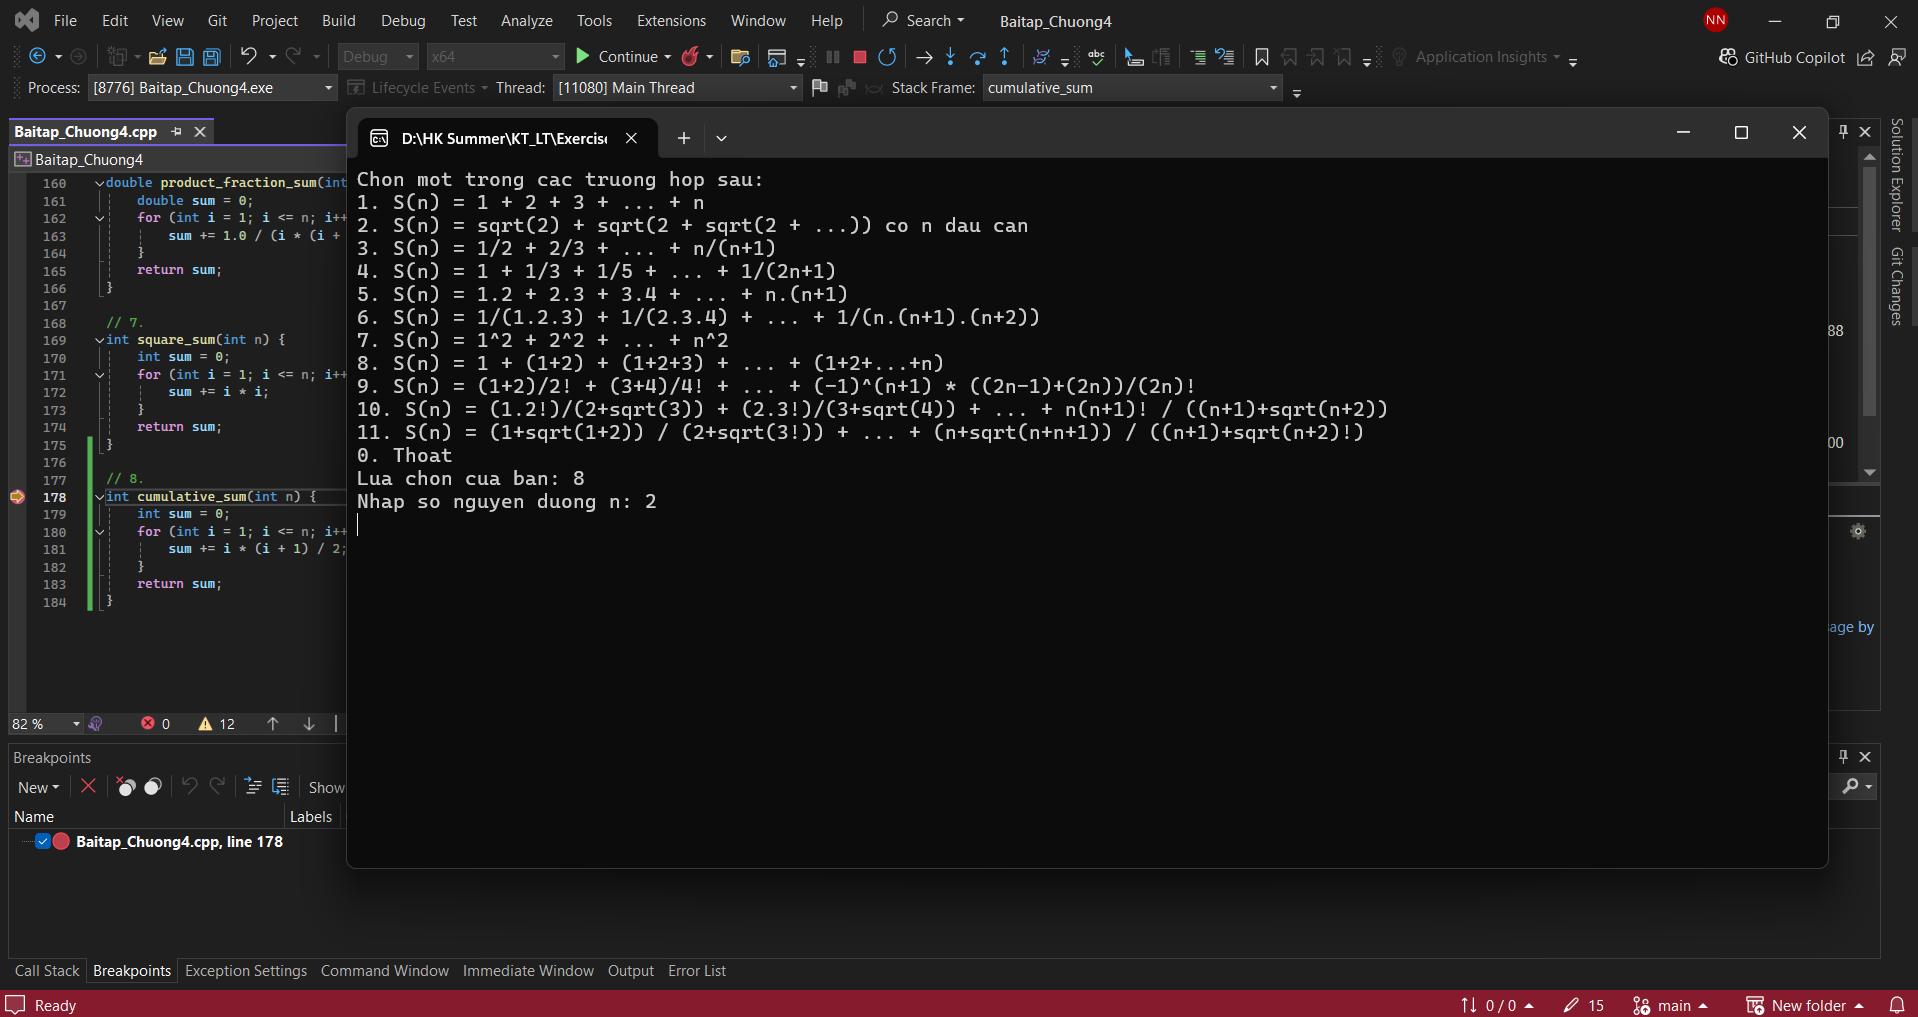 File Edit View Git Project Build Debug Test Analyze Tools Extensions Window Help Search Baitap_Chuong4 NN
Debug x64 Continue abc Application Insights GitHub Copilot
Process: [8776] Baitap_Chuong4.exe Lifecycle Events Thread: [11080] Main Thread Stack Frame: cumulative_sum
Baitap_Chuong4.cpp
Baitap_Chuong4
160 double product_fraction_sum(int
161 double sum = 0;
162 for (int i = 1; i <= n; i++
163 sum += 1.0 / (i * (i +
164 }
165 return sum;
166 }
167
168 // 7.
169 int square_sum(int n) {
170 int sum = 0;
171 for (int i = 1; i <= n; i++
172 sum += i * i;
173 }
174 return sum;
175 }
176
177 // 8.
178 int cumulative_sum(int n) {
179 int sum = 0;
180 for (int i = 1; i <= n; i++
181 sum += i * (i + 1) / 2;
182 }
183 return sum;
184 }
82 % 0 12
D:\HK Summer\KT_LT\Exercise
Chon mot trong cac truong hop sau:
1. S(n) = 1 + 2 + 3 + ... + n
2. S(n) = sqrt(2) + sqrt(2 + sqrt(2 + ...)) co n dau can
3. S(n) = 1/2 + 2/3 + ... + n/(n+1)
4. S(n) = 1 + 1/3 + 1/5 + ... + 1/(2n+1)
5. S(n) = 1.2 + 2.3 + 3.4 + ... + n.(n+1)
6. S(n) = 1/(1.2.3) + 1/(2.3.4) + ... + 1/(n.(n+1).(n+2))
7. S(n) = 1^2 + 2^2 + ... + n^2
8. S(n) = 1 + (1+2) + (1+2+3) + ... + (1+2+...+n)
9. S(n) = (1+2)/2! + (3+4)/4! + ... + (-1)^(n+1) * ((2n-1)+(2n))/(2n)!
10. S(n) = (1.2!)/(2+sqrt(3)) + (2.3!)/(3+sqrt(4)) + ... + n(n+1)! / ((n+1)+sqrt(n+2))
11. S(n) = (1+sqrt(1+2)) / (2+sqrt(3!)) + ... + (n+sqrt(n+n+1)) / ((n+1)+sqrt(n+2)!)
0. Thoat
Lua chon cua ban: 8
Nhap so nguyen duong n: 2
Solution Explorer
Git Changes
88
00
age by
Breakpoints
New Show
Name Labels
Baitap_Chuong4.cpp, line 178
Call Stack Breakpoints Exception Settings Command Window Immediate Window Output Error List
Ready 0 / 0 15 main New folder